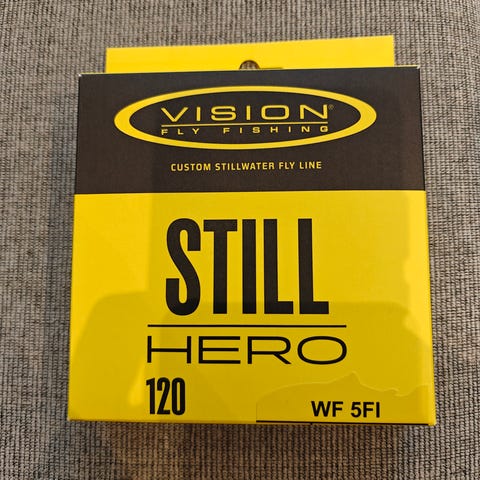 VISION®
FLY FISHING
CUSTOM STILLWATER FLY LINE
STILL
HERO
120
WF 5FI